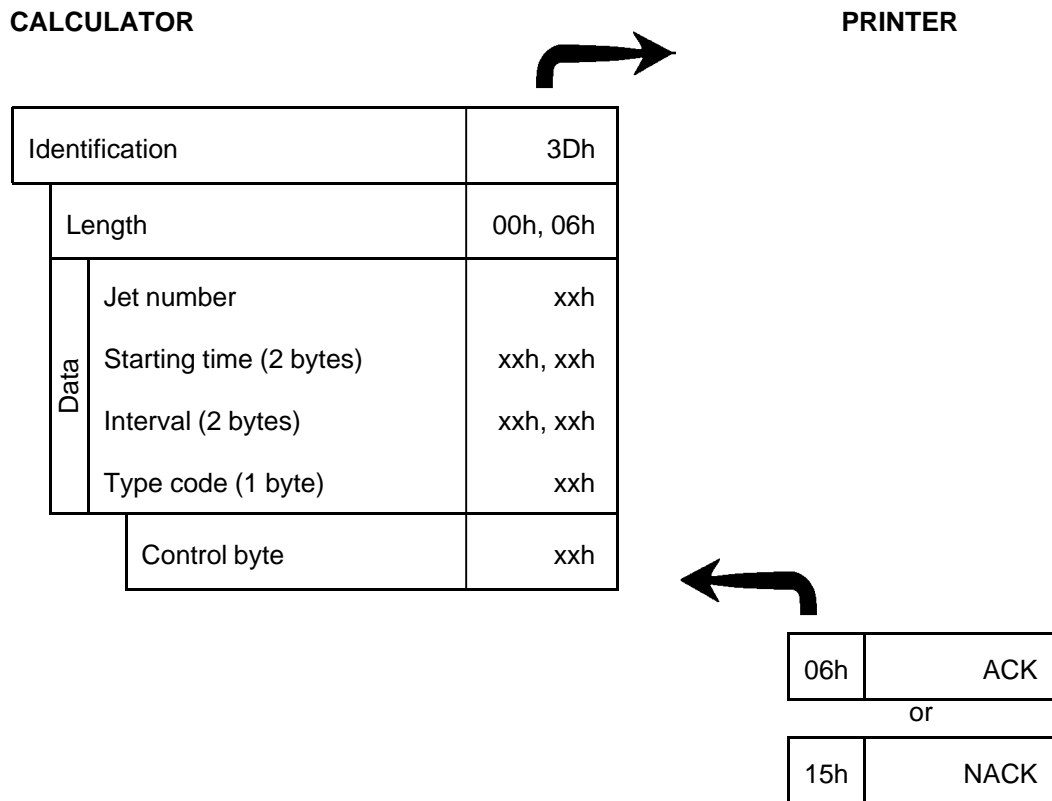 CALCULATOR PRINTER
Identification 3Dh
Length 00h, 06h
Data
Jet number xxh
Starting time (2 bytes) xxh, xxh
Interval (2 bytes) xxh, xxh
Type code (1 byte) xxh
Control byte xxh
06h ACK
or
15h NACK